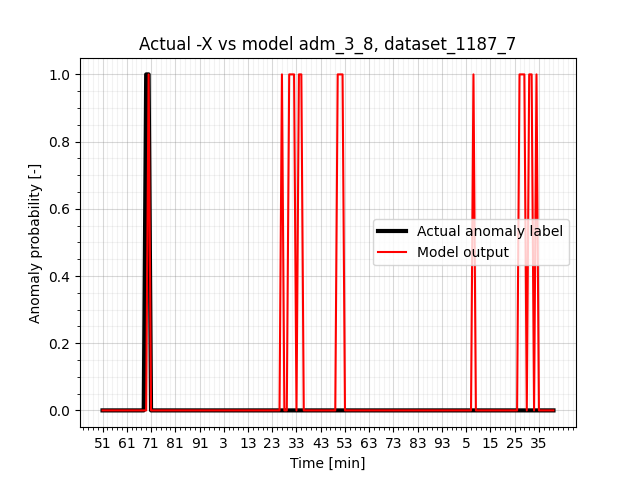 Actual -X vs model adm_3_8, dataset_1187_7
Anomaly probability [-]
1.0
0.8
0.6
0.4
0.2
0.0
Actual anomaly label
Model output
51 61 71 81 91 3 13 23 33 43 53 63 73 83 93 5 15 25 35
Time [min]